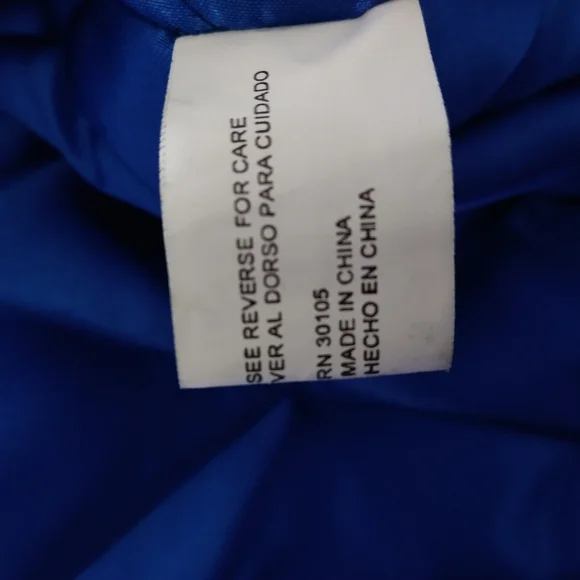 SEE REVERSE FOR CARE
VER AL DORSO PARA CUIDADO
RN 30105
MADE IN CHINA
HECHO EN CHINA